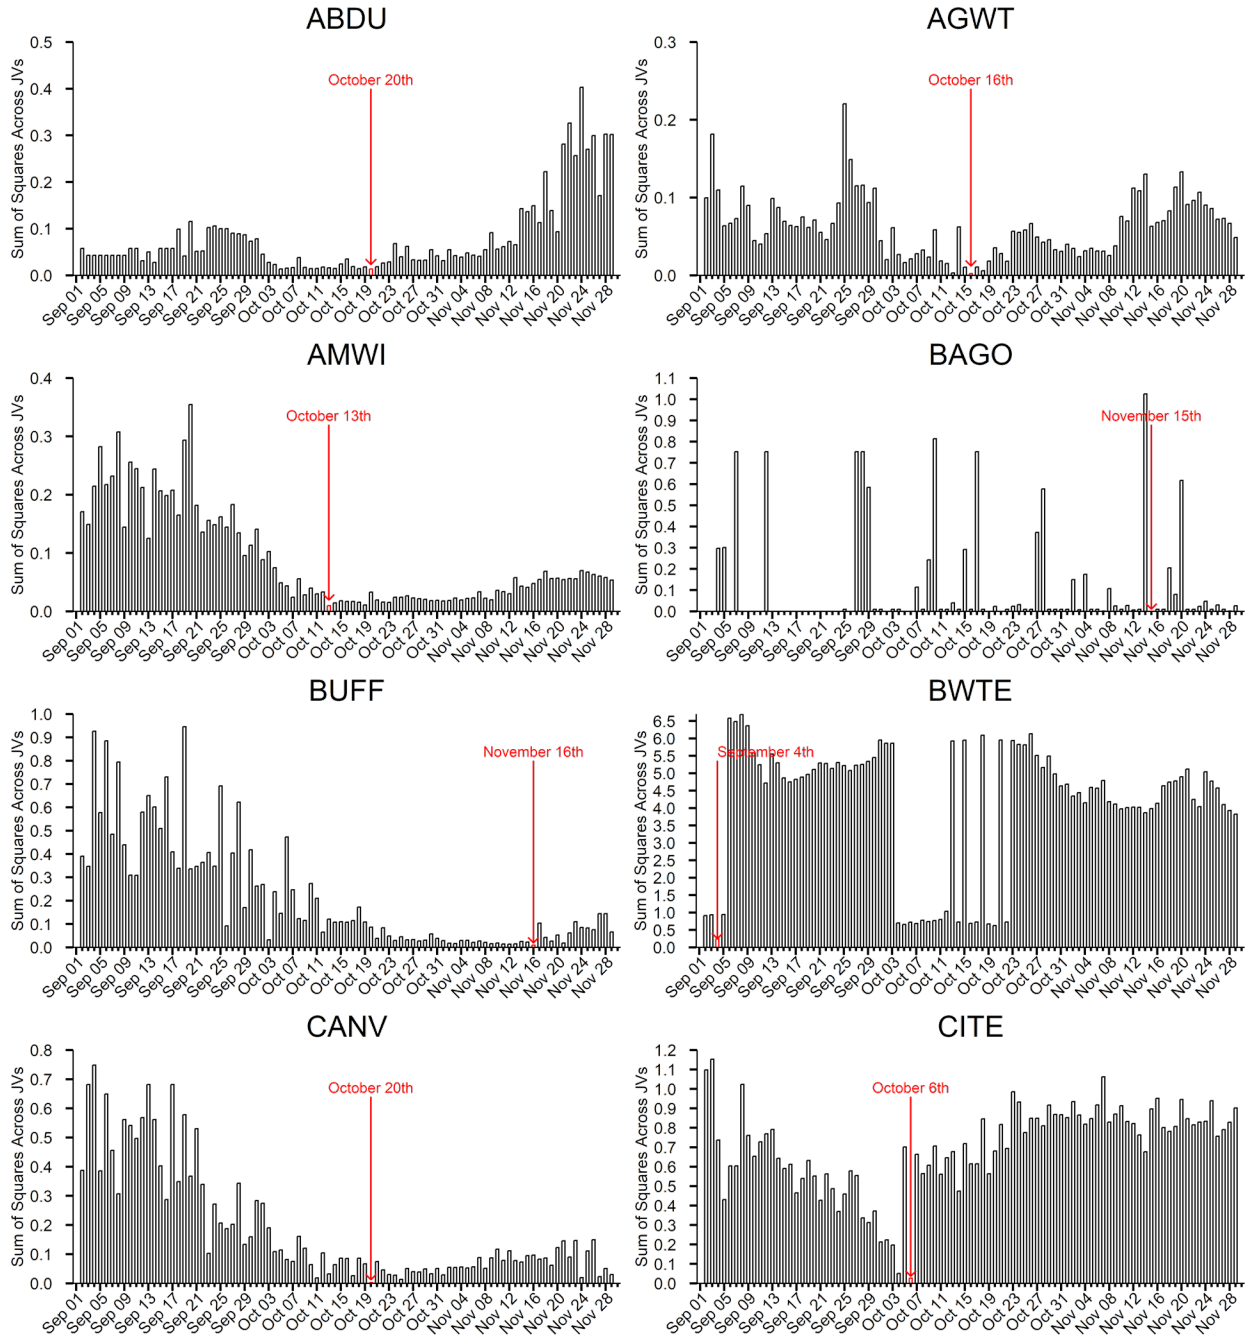 ABDU
Sum of Squares Across JVs
0.5
0.4
0.3
0.2
0.1
0.0
October 20th
Sep 01 Sep 05 Sep 09 Sep 13 Sep 17 Sep 21 Sep 25 Sep 29 Oct 03 Oct 07 Oct 11 Oct 15 Oct 19 Oct 23 Oct 27 Oct 31 Nov 04 Nov 08 Nov 12 Nov 16 Nov 20 Nov 24 Nov 28
AGWT
Sum of Squares Across JVs
0.3
0.2
0.1
0.0
October 16th
Sep 01 Sep 05 Sep 09 Sep 13 Sep 17 Sep 21 Sep 25 Sep 29 Oct 03 Oct 07 Oct 11 Oct 15 Oct 19 Oct 23 Oct 27 Oct 31 Nov 04 Nov 08 Nov 12 Nov 16 Nov 20 Nov 24 Nov 28
AMWI
Sum of Squares Across JVs
0.4
0.3
0.2
0.1
0.0
October 13th
Sep 01 Sep 05 Sep 09 Sep 13 Sep 17 Sep 21 Sep 25 Sep 29 Oct 03 Oct 07 Oct 11 Oct 15 Oct 19 Oct 23 Oct 27 Oct 31 Nov 04 Nov 08 Nov 12 Nov 16 Nov 20 Nov 24 Nov 28
BAGO
Sum of Squares Across JVs
1.1
1.0
0.9
0.8
0.7
0.6
0.5
0.4
0.3
0.2
0.1
0.0
November 15th
Sep 01 Sep 05 Sep 09 Sep 13 Sep 17 Sep 21 Sep 25 Sep 29 Oct 03 Oct 07 Oct 11 Oct 15 Oct 19 Oct 23 Oct 27 Oct 31 Nov 04 Nov 08 Nov 12 Nov 16 Nov 20 Nov 24 Nov 28
BUFF
Sum of Squares Across JVs
1.0
0.9
0.8
0.7
0.6
0.5
0.4
0.3
0.2
0.1
0.0
November 16th
Sep 01 Sep 05 Sep 09 Sep 13 Sep 17 Sep 21 Sep 25 Sep 29 Oct 03 Oct 07 Oct 11 Oct 15 Oct 19 Oct 23 Oct 27 Oct 31 Nov 04 Nov 08 Nov 12 Nov 16 Nov 20 Nov 24 Nov 28
BWTE
Sum of Squares Across JVs
6.5
6.0
5.5
5.0
4.5
4.0
3.5
3.0
2.5
2.0
1.5
1.0
0.5
0.0
September 4th
Sep 01 Sep 05 Sep 09 Sep 13 Sep 17 Sep 21 Sep 25 Sep 29 Oct 03 Oct 07 Oct 11 Oct 15 Oct 19 Oct 23 Oct 27 Oct 31 Nov 04 Nov 08 Nov 12 Nov 16 Nov 20 Nov 24 Nov 28
CANV
Sum of Squares Across JVs
0.8
0.7
0.6
0.5
0.4
0.3
0.2
0.1
0.0
October 20th
Sep 01 Sep 05 Sep 09 Sep 13 Sep 17 Sep 21 Sep 25 Sep 29 Oct 03 Oct 07 Oct 11 Oct 15 Oct 19 Oct 23 Oct 27 Oct 31 Nov 04 Nov 08 Nov 12 Nov 16 Nov 20 Nov 24 Nov 28
CITE
Sum of Squares Across JVs
1.2
1.1
1.0
0.9
0.8
0.7
0.6
0.5
0.4
0.3
0.2
0.1
0.0
October 6th
Sep 01 Sep 05 Sep 09 Sep 13 Sep 17 Sep 21 Sep 25 Sep 29 Oct 03 Oct 07 Oct 11 Oct 15 Oct 19 Oct 23 Oct 27 Oct 31 Nov 04 Nov 08 Nov 12 Nov 16 Nov 20 Nov 24 Nov 28